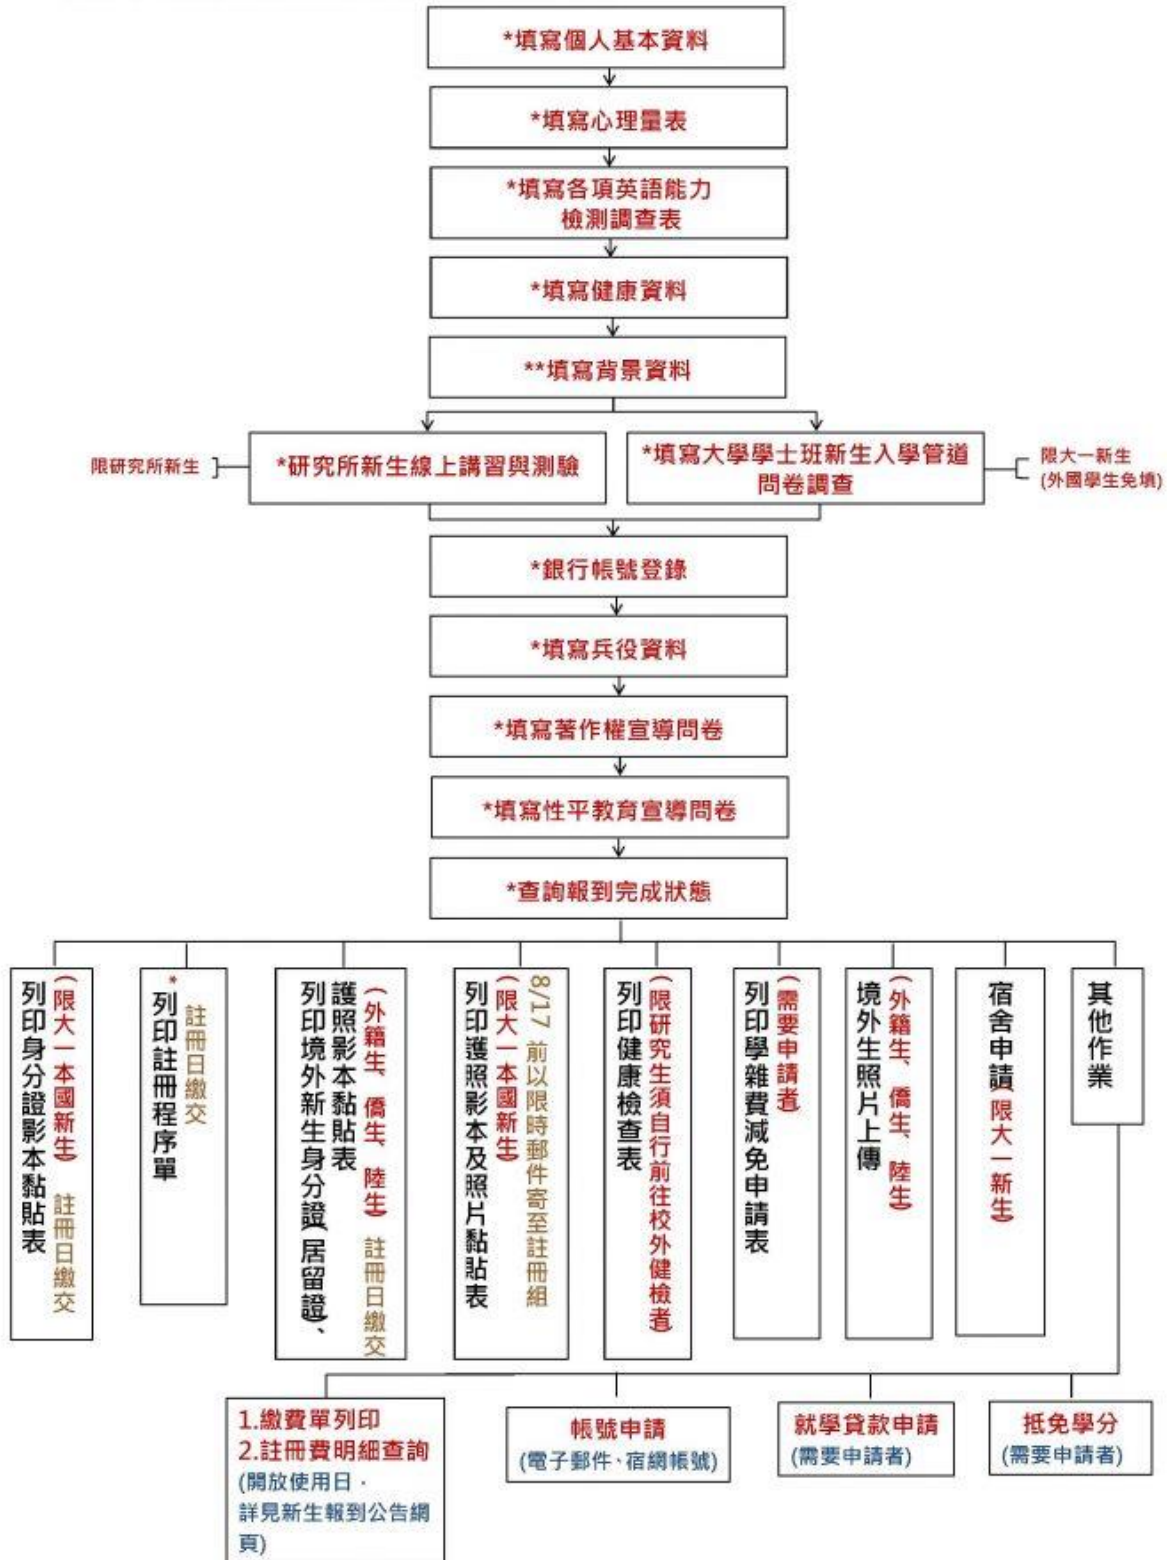 *填寫個人基本資料
*填寫心理量表
*填寫各項英語能力
檢測調查表
*填寫健康資料
**填寫背景資料
限研究所新生
*研究所新生線上講習與測驗
*填寫大學學士班新生入學管道
問卷調查
限大一新生
(外國學生免填)
*銀行帳號登錄
*填寫兵役資料
*填寫著作權宣導問卷
*填寫性平教育宣導問卷
*查詢報到完成狀態
(限大一本國新生) 註冊日繳交
列印身分證影本黏貼表
註冊日繳交
*列印註冊程序單
(外籍生、僑生、陸生) 註冊日繳交
護照影本黏貼表
列印境外新生身分證(居留證)、
8/17 前以限時郵件寄至註冊組
(限大一本國新生)
列印護照影本及照片黏貼表
(限研究生須自行前往校外健檢者)
列印健康檢查表
(需要申請者)
列印學雜費減免申請表
(外籍生、僑生、陸生)
境外生照片上傳
宿舍申請(限大一新生)
其他作業
1.繳費單列印
2.註冊費明細查詢
(開放使用日,
詳見新生報到公告網
頁)
帳號申請
(電子郵件、宿網帳號)
就學貸款申請
(需要申請者)
抵免學分
(需要申請者)